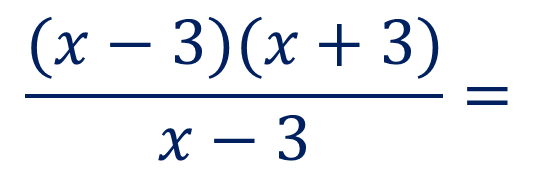 (x − 3)(x + 3)
x − 3
=